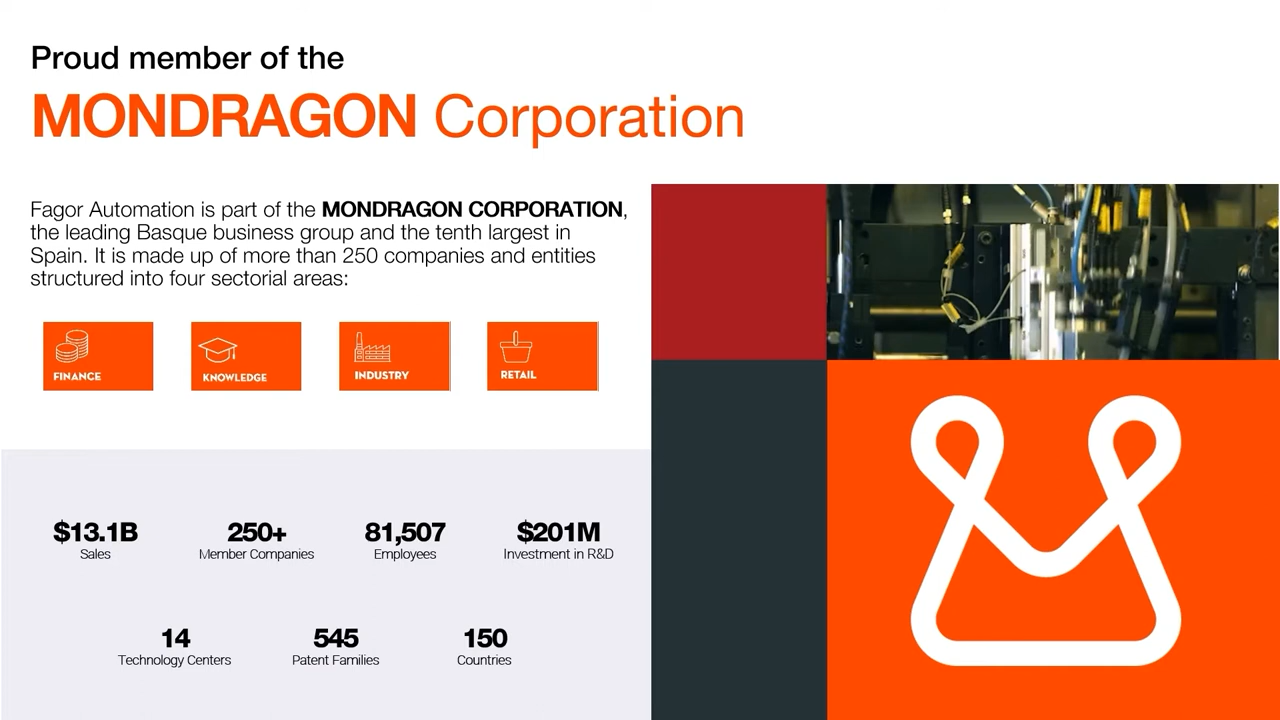 Proud member of the
MONDRAGON Corporation
Fagor Automation is part of the MONDRAGON CORPORATION,
the leading Basque business group and the tenth largest in
Spain. It is made up of more than 250 companies and entities
structured into four sectorial areas:
FINANCE
KNOWLEDGE
INDUSTRY
RETAIL
$13.1B
Sales
250+
Member Companies
81,507
Employees
$201M
Investment in R&D
14
Technology Centers
545
Patent Families
150
Countries